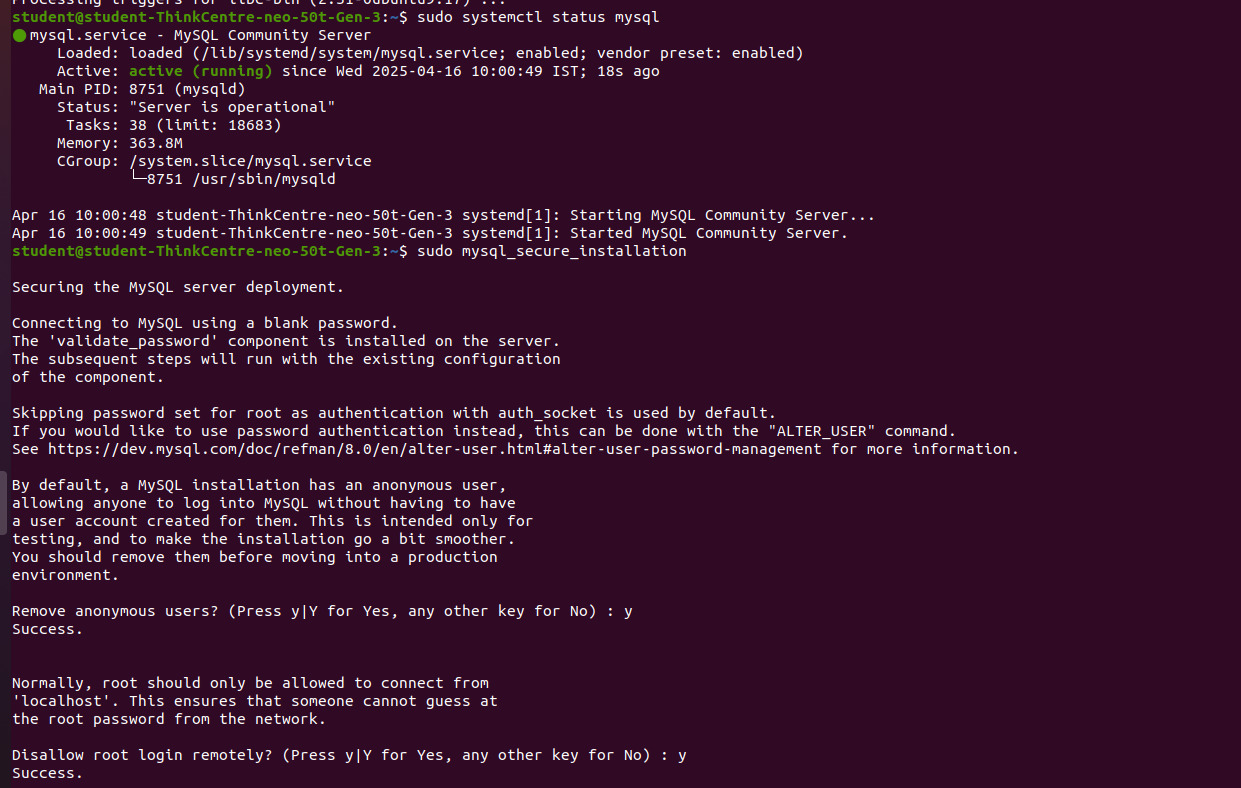 Processing triggers for libc-bin (2.31-0ubuntu9.17) ...
student@student-ThinkCentre-neo-50t-Gen-3:~$ sudo systemctl status mysql
● mysql.service - MySQL Community Server
     Loaded: loaded (/lib/systemd/system/mysql.service; enabled; vendor preset: enabled)
     Active: active (running) since Wed 2025-04-16 10:00:49 IST; 18s ago
   Main PID: 8751 (mysqld)
     Status: "Server is operational"
      Tasks: 38 (limit: 18683)
     Memory: 363.8M
     CGroup: /system.slice/mysql.service
             └─8751 /usr/sbin/mysqld
Apr 16 10:00:48 student-ThinkCentre-neo-50t-Gen-3 systemd[1]: Starting MySQL Community Server...
Apr 16 10:00:49 student-ThinkCentre-neo-50t-Gen-3 systemd[1]: Started MySQL Community Server.
student@student-ThinkCentre-neo-50t-Gen-3:~$ sudo mysql_secure_installation
Securing the MySQL server deployment.
Connecting to MySQL using a blank password.
The 'validate_password' component is installed on the server.
The subsequent steps will run with the existing configuration
of the component.
Skipping password set for root as authentication with auth_socket is used by default.
If you would like to use password authentication instead, this can be done with the "ALTER_USER" command.
See https://dev.mysql.com/doc/refman/8.0/en/alter-user.html#alter-user-password-management for more information.
By default, a MySQL installation has an anonymous user,
allowing anyone to log into MySQL without having to have
a user account created for them. This is intended only for
testing, and to make the installation go a bit smoother.
You should remove them before moving into a production
environment.
Remove anonymous users? (Press y|Y for Yes, any other key for No) : y
Success.
Normally, root should only be allowed to connect from
'localhost'. This ensures that someone cannot guess at
the root password from the network.
Disallow root login remotely? (Press y|Y for Yes, any other key for No) : y
Success.